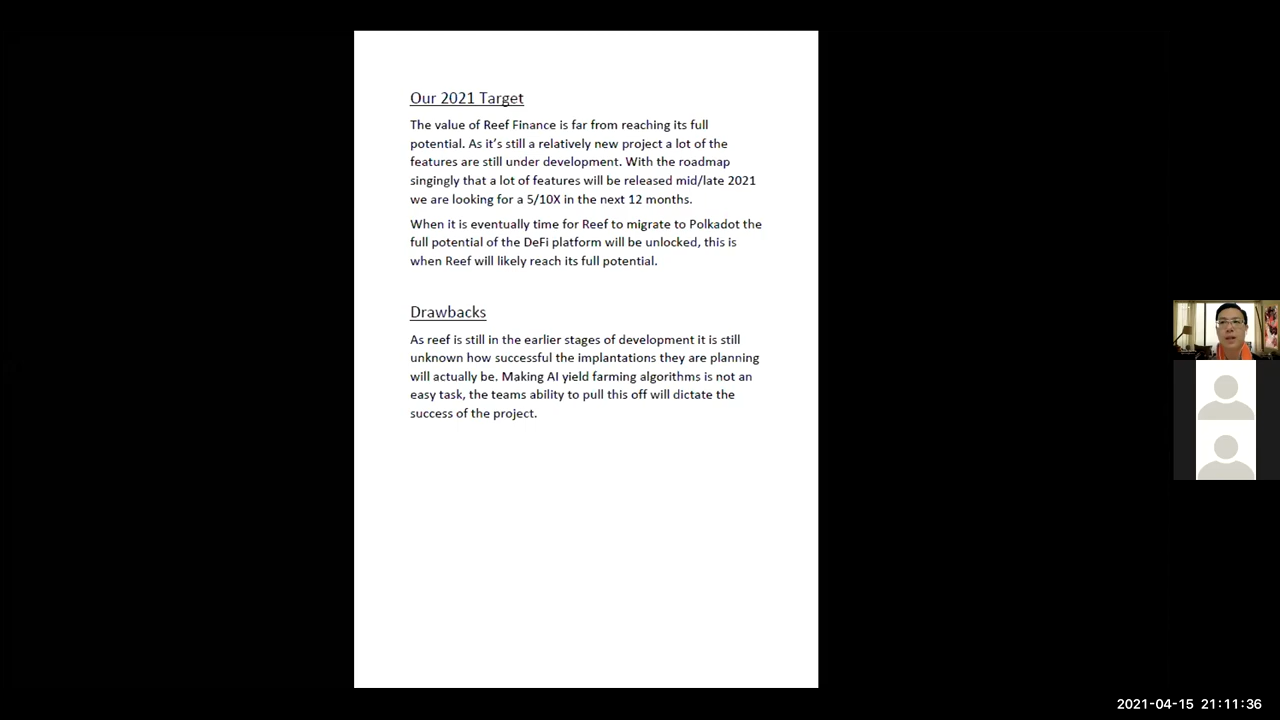 Our 2021 Target
The value of Reef Finance is far from reaching its full
potential. As it’s still a relatively new project a lot of the
features are still under development. With the roadmap
singingly that a lot of features will be released mid/late 2021
we are looking for a 5/10X in the next 12 months.
When it is eventually time for Reef to migrate to Polkadot the
full potential of the DeFi platform will be unlocked, this is
when Reef will likely reach its full potential.
Drawbacks
As reef is still in the earlier stages of development it is still
unknown how successful the implantations they are planning
will actually be. Making AI yield farming algorithms is not an
easy task, the teams ability to pull this off will dictate the
success of the project.
2021-04-15 21:11:36